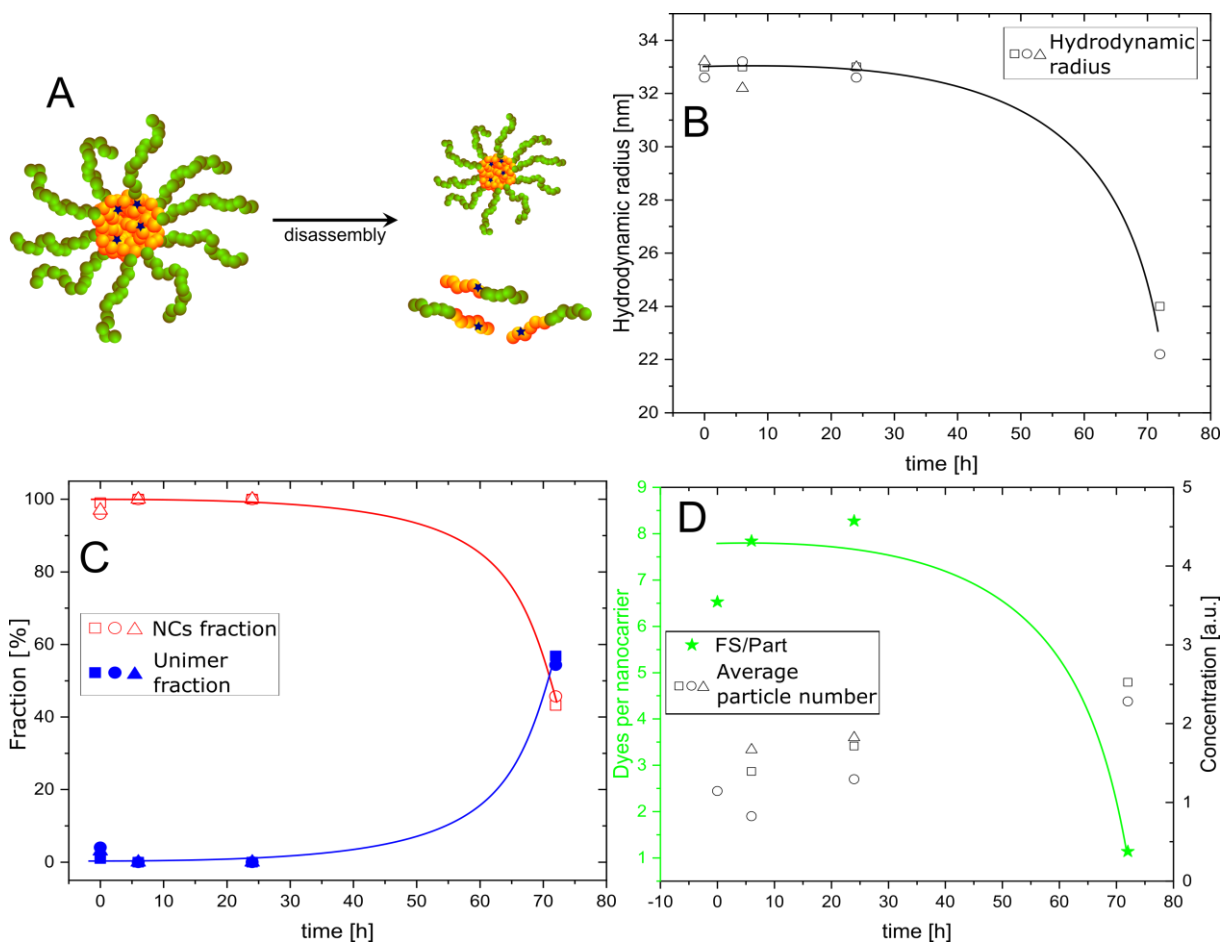 A
disassembly
B
Hydrodynamic
radius
Hydrodynamic radius [nm]
34
32
30
28
26
24
22
20
0
10
20
30
40
50
60
70
80
time [h]
C
NCs fraction
Unimer
fraction
Fraction [%]
100
80
60
40
20
0
0
10
20
30
40
50
60
70
80
time [h]
D
FS/Part
Average
particle number
Dyes per nanocarrier
9
8
7
6
5
4
3
2
1
Concentration [a.u.]
5
4
3
2
1
0
-10
0
10
20
30
40
50
60
70
80
time [h]